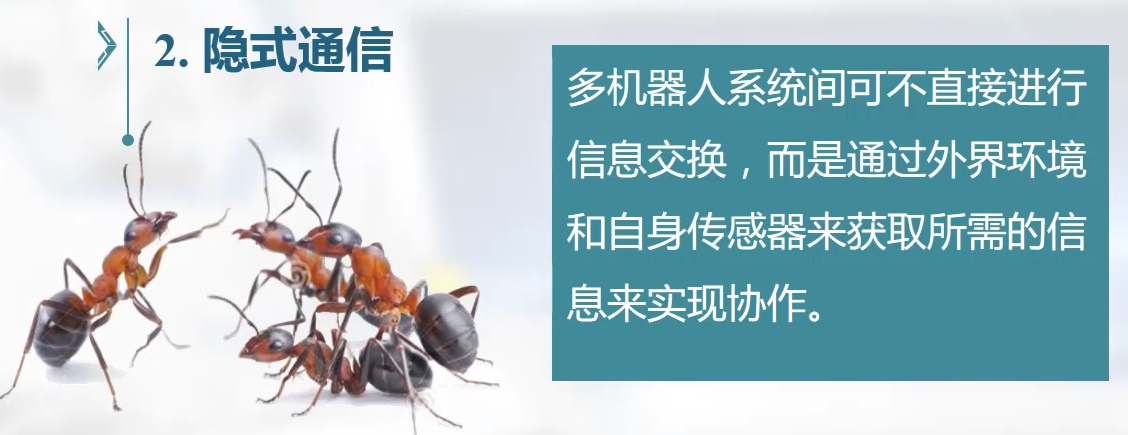 2. 隐式通信
多机器人系统间可不直接进行
信息交换，而是通过外界环境
和自身传感器来获取所需的信
息来实现协作。